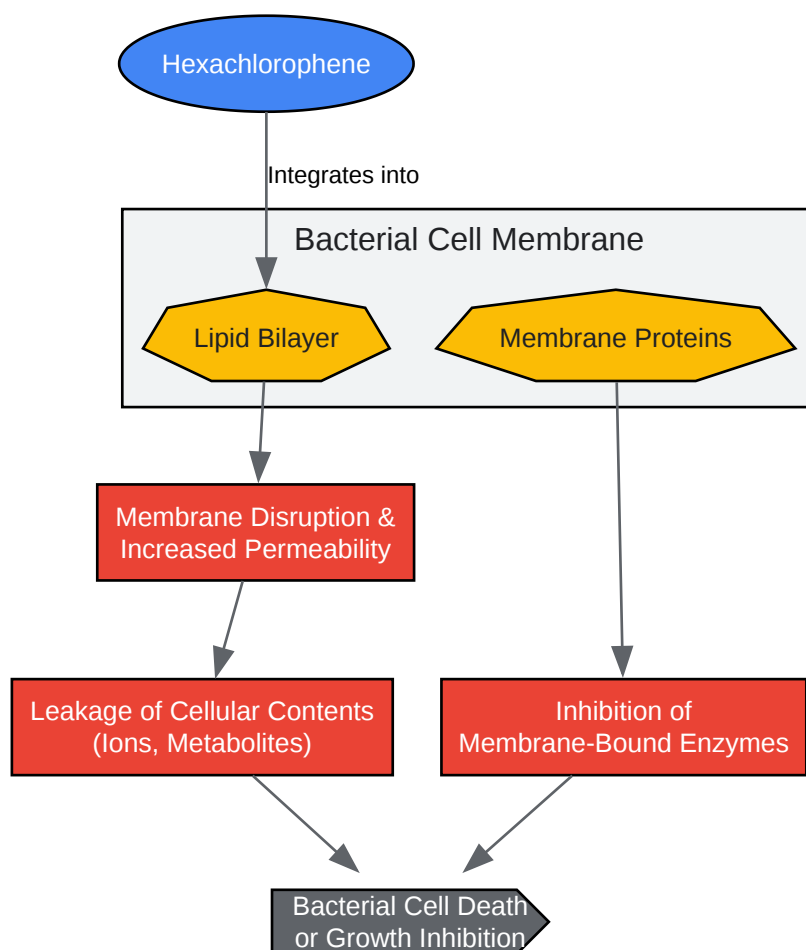 Hexachlorophene
Integrates into
Bacterial Cell Membrane
Lipid Bilayer
Membrane Proteins
Membrane Disruption &
Increased Permeability
Leakage of Cellular Contents
(Ions, Metabolites)
Inhibition of
Membrane-Bound Enzymes
Bacterial Cell Death
or Growth Inhibition